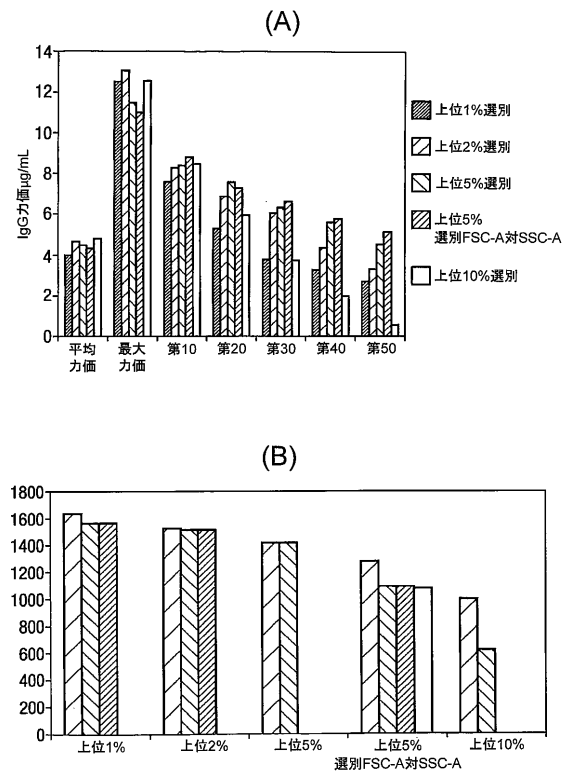 (A)
14
12
10
8
6
4
2
0
IgG力価μg/mL
平均
力価
最大
力価
第10
第20
第30
第40
第50
上位1%選別
上位2%選別
上位5%選別
上位5%
選別FSC-A対SSC-A
上位10%選別
(B)
1800
1600
1400
1200
1000
800
600
400
200
0
上位1%
上位2%
上位5%
上位5%
選別FSC-A対SSC-A
上位10%